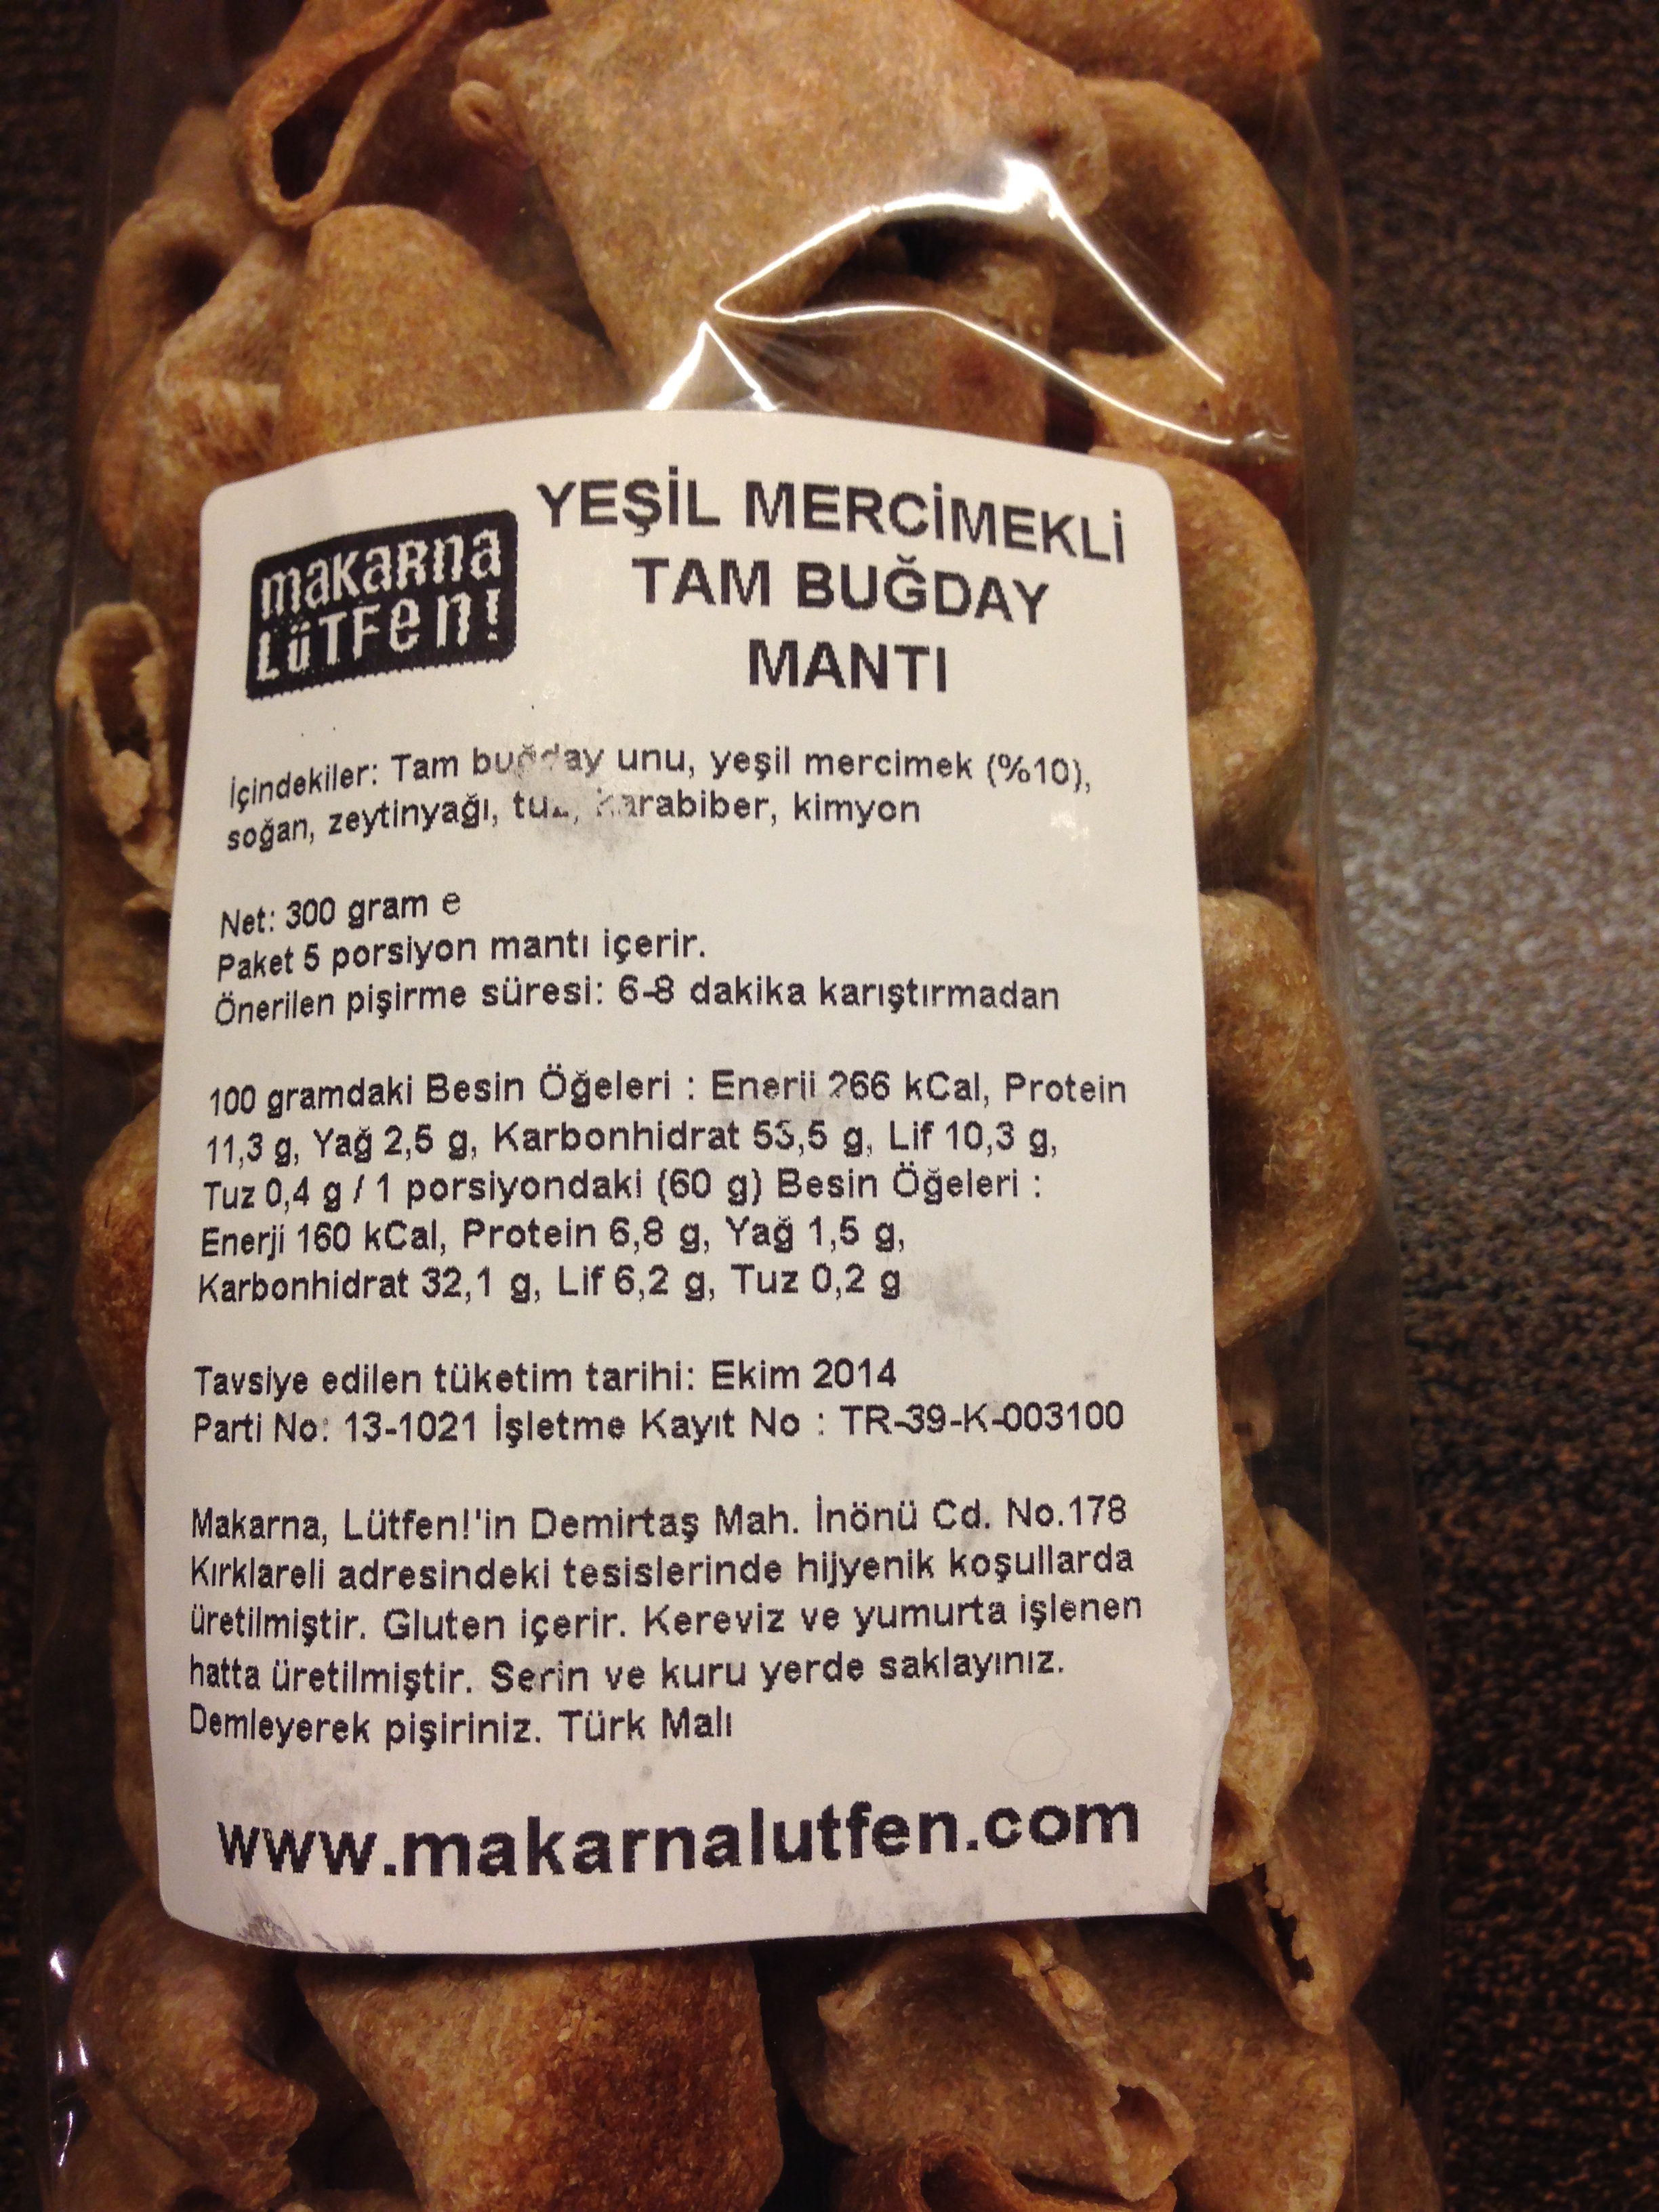 makaRna
LüTFen!
YEŞİL MERCİMEKLİ
TAM BUĞDAY
MANTI
İçindekiler: Tam buğday unu, yeşil mercimek (%10),
soğan, zeytinyağı, tuz, karabiber, kimyon
Net: 300 gram e
Paket 5 porsiyon mantı içerir.
Önerilen pişirme süresi: 6-8 dakika karıştırmadan
100 gramdaki Besin Öğeleri : Enerji 266 kCal, Protein
11,3 g, Yağ 2,5 g, Karbonhidrat 53,5 g, Lif 10,3 g,
Tuz 0,4 g / 1 porsiyondaki (60 g) Besin Öğeleri :
Enerji 160 kCal, Protein 6,8 g, Yağ 1,5 g,
Karbonhidrat 32,1 g, Lif 6,2 g, Tuz 0,2 g
Tavsiye edilen tüketim tarihi: Ekim 2014
Parti No: 13-1021 İşletme Kayıt No : TR-39-K-003100
Makarna, Lütfen!'in Demirtaş Mah. İnönü Cd. No.178
Kırklareli adresindeki tesislerinde hijyenik koşullarda
üretilmiştir. Gluten içerir. Kereviz ve yumurta işlenen
hatta üretilmiştir. Serin ve kuru yerde saklayınız.
Demleyerek pişiriniz. Türk Malı
www.makarnalutfen.com